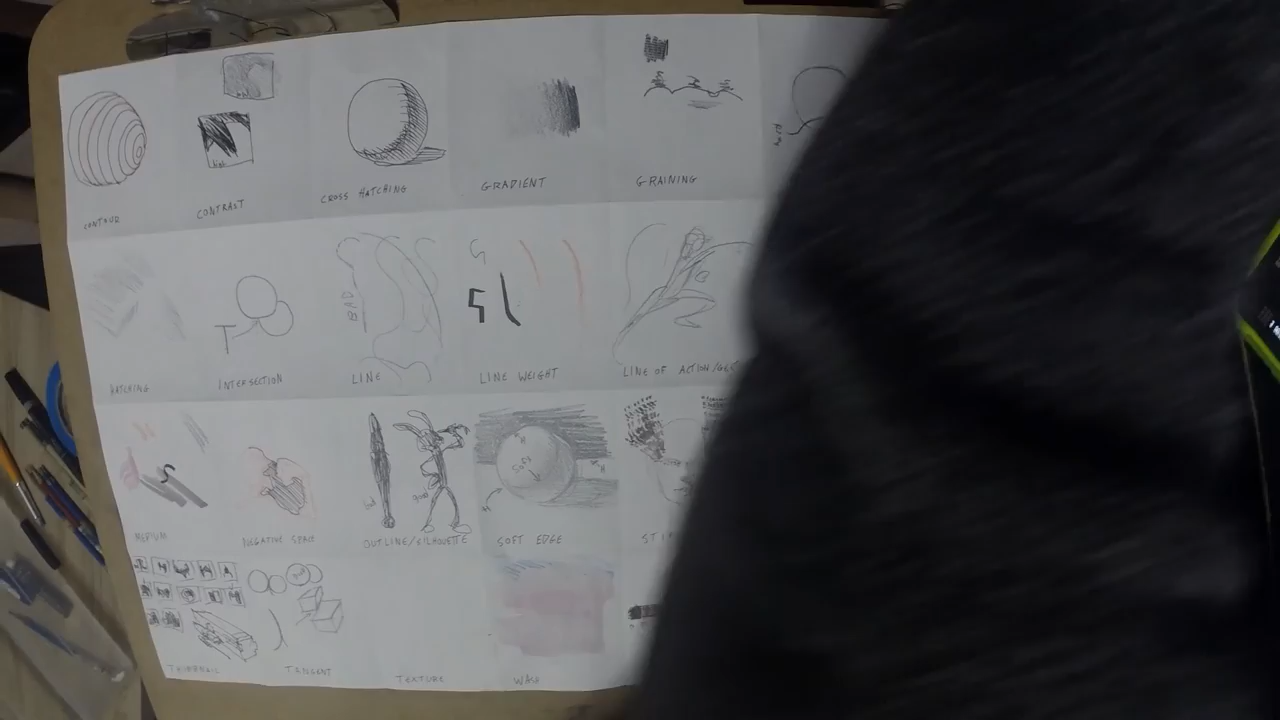 CONTOUR
CONTRAST
CROSS HATCHING
GRADIENT
GRAINING
HATCHING
INTERSECTION
BAD
LINE
LINE WEIGHT
LINE OF ACTION/
MEDIUM
NEGATIVE SPACE
OUTLINE/SILHOUETTE
SOFT EDGE
THUMBNAIL
TANGENT
TEXTURE
WASH